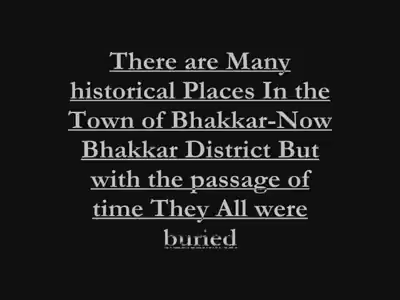 There are Many
historical Places In the
Town of Bhakkar-Now
Bhakkar District But
with the passage of
time They All were
buried